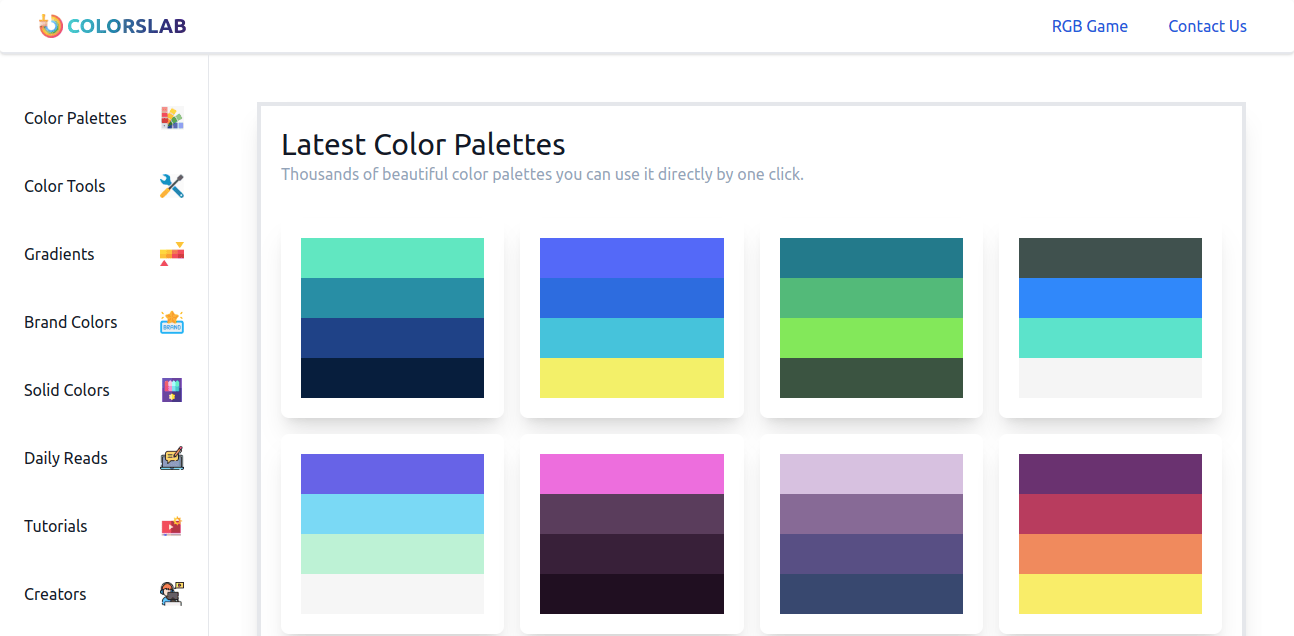 COLORSLAB
RGB Game
Contact Us
Color Palettes
Color Tools
Gradients
Brand Colors
BRAND
Solid Colors
Daily Reads
Tutorials
Creators
Latest Color Palettes
Thousands of beautiful color palettes you can use it directly by one click.